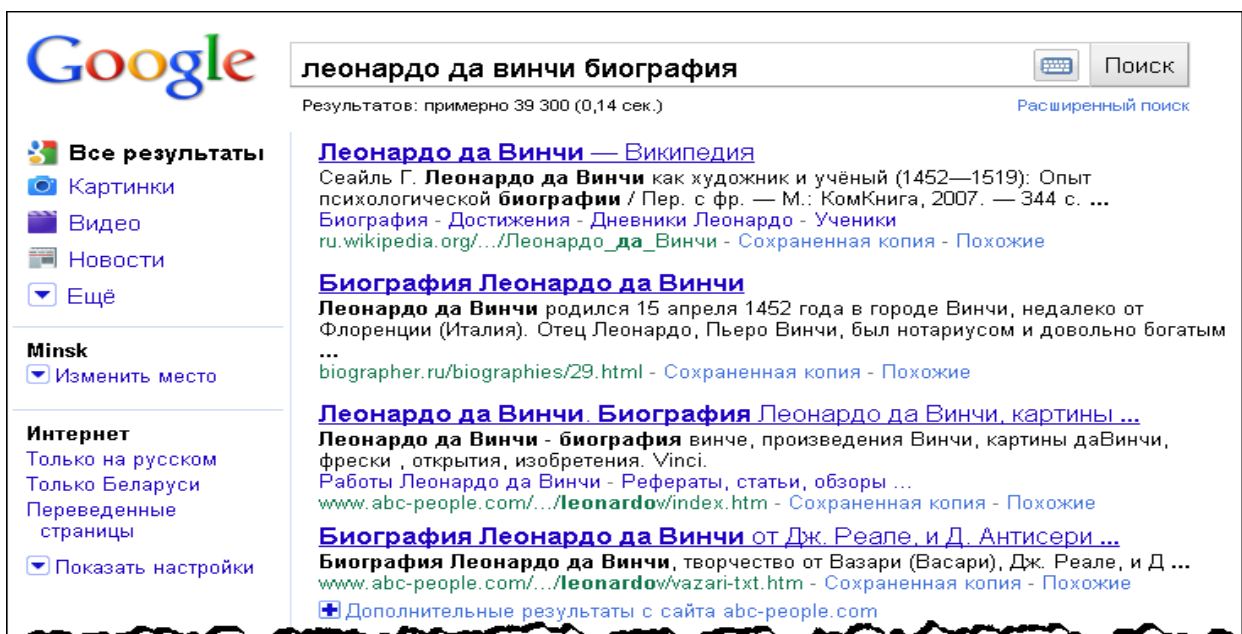 Google
леонардо да винчи биография
Поиск
Результатов: примерно 39 300 (0,14 сек.)
Расширенный поиск
Все результаты
Картинки
Видео
Новости
Ещё
Minsk
Изменить место
Интернет
Только на русском
Только Беларуси
Переведенные
страницы
Показать настройки
Леонардо да Винчи — Википедия
Сеайль Г. Леонардо да Винчи как художник и учёный (1452—1519): Опыт
психологической биографии / Пер. с фр. — М.: КомКнига, 2007. — 344 с. ...
Биография - Достижения - Дневники Леонардо - Ученики
ru.wikipedia.org/.../Леонардо_да_Винчи - Сохраненная копия - Похожие
Биография Леонардо да Винчи
Леонардо да Винчи родился 15 апреля 1452 года в городе Винчи, недалеко от
Флоренции (Италия). Отец Леонардо, Пьеро Винчи, был нотариусом и довольно богатым
...
biographer.ru/biographies/29.html - Сохраненная копия - Похожие
Леонардо да Винчи. Биография Леонардо да Винчи, картины ...
Леонардо да Винчи - биография винче, произведения Винчи, картины даВинчи,
фрески , открытия, изобретения. Vinci.
Работы Леонардо да Винчи - Рефераты, статьи, обзоры ...
www.abc-people.com/.../leonardov/index.htm - Сохраненная копия - Похожие
Биография Леонардо да Винчи от Дж. Реале, и Д. Антисери ...
Биография Леонардо да Винчи, творчество от Вазари (Васари), Дж. Реале, и Д ...
www.abc-people.com/.../leonardov/vazari-txt.htm - Сохраненная копия - Похожие
Дополнительные результаты с сайта abc-people.com